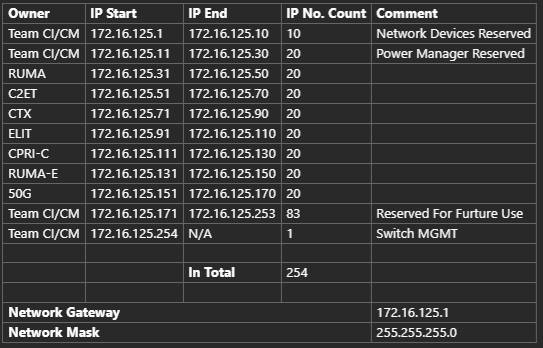 Owner IP Start IP End IP No. Count Comment
Team CI/CM 172.16.125.1 172.16.125.10 10 Network Devices Reserved
Team CI/CM 172.16.125.11 172.16.125.30 20 Power Manager Reserved
RUMA 172.16.125.31 172.16.125.50 20
C2ET 172.16.125.51 172.16.125.70 20
CTX 172.16.125.71 172.16.125.90 20
ELIT 172.16.125.91 172.16.125.110 20
CPRI-C 172.16.125.111 172.16.125.130 20
RUMA-E 172.16.125.131 172.16.125.150 20
50G 172.16.125.151 172.16.125.170 20
Team CI/CM 172.16.125.171 172.16.125.253 83 Reserved For Furture Use
Team CI/CM 172.16.125.254 N/A 1 Switch MGMT
In Total 254
Network Gateway 172.16.125.1
Network Mask 255.255.255.0